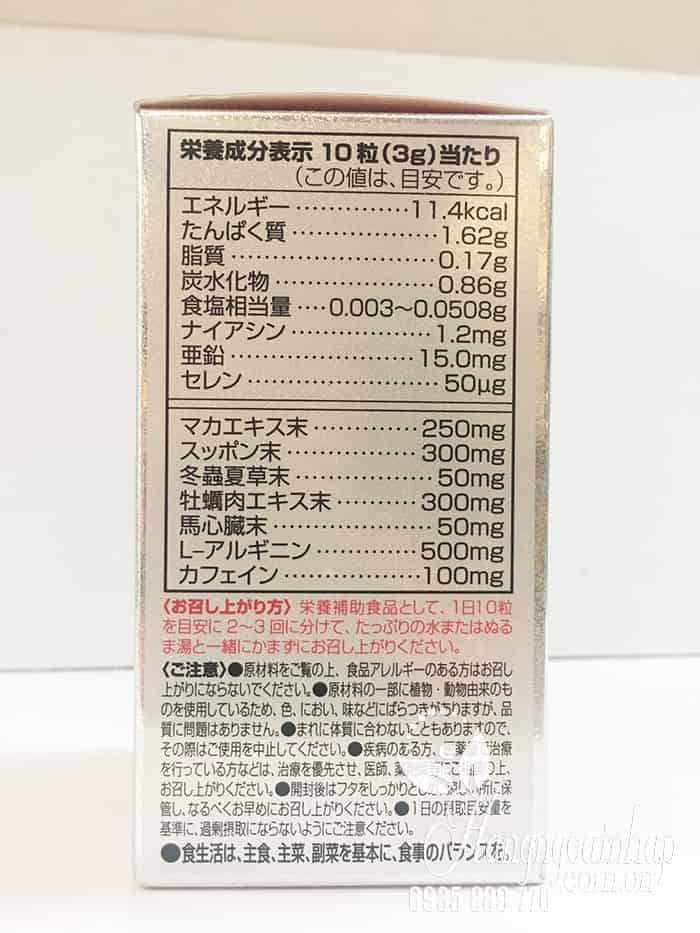 栄養成分表示 10粒(3g)当たり
(この値は、目安です。)
エネルギー ············· 11.4kcal
たんぱく質 ················ 1.62g
脂質 ······················ 0.17g
炭水化物 ·················· 0.86g
食塩相当量 ···· 0.003〜0.0508g
ナイアシン ················ 1.2mg
亜鉛 ····················· 15.0mg
セレン ···················· 50μg
マカエキス末 ············· 250mg
スッポン末 ··············· 300mg
冬蟲夏草末 ················ 50mg
牡蠣肉エキス末 ·········· 300mg
馬心臓末 ·················· 50mg
L-アルギニン ············· 500mg
カフェイン ··············· 100mg
〈お召し上がり方〉栄養補助食品として、1日10粒
を目安に2〜3回に分けて、たっぷりの水またはぬる
ま湯と一緒にかまずにお召し上がりください。
〈ご注意〉●原材料をご覧の上、食品アレルギーのある方はお召し
上がりにならないでください。●原材料の一部に植物・動物由来のも
のを使用しているため、色、におい、味などにばらつきがありますが、品
質に問題はありません。●まれに体質に合わないこともありますので、
その際はご使用を中止してください。●疾病のある方、治療
を行っている方などは、治療を優先させ、医師、上、
お召し上がりください。●開封後はフタをしっかりとし所に保
管し、なるべくお早めにお召し上がりください。●1日の摂取目安量を
基準に、過剰摂取にならないようにご注意ください。
●食生活は、主食、主菜、副菜を基本に、食事のバランスを。
Hangngoainhap
.com.vn
0935 889 770